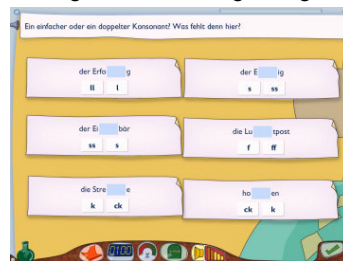 Ein einfacher oder ein doppelter Konsonant? Was fehlt denn hier?
der Erfo g
ll l
der E ig
s ss
der Ei bär
ss s
die Lu tpost
f ff
die Stre e
k ck
ho en
ck k
0100